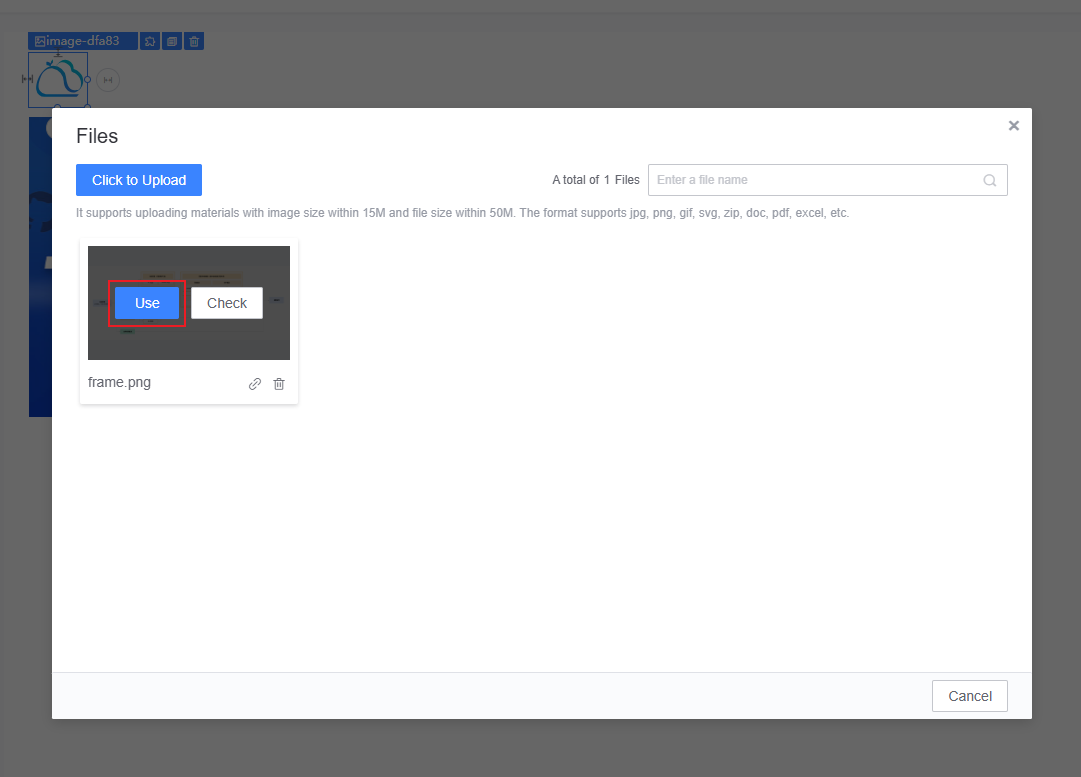 image-dfa83
Files
Click to Upload
A total of 1 Files
Enter a file name
It supports uploading materials with image size within 15M and file size within 50M. The format supports jpg, png, gif, svg, zip, doc, pdf, excel, etc.
Use
Check
frame.png
Cancel